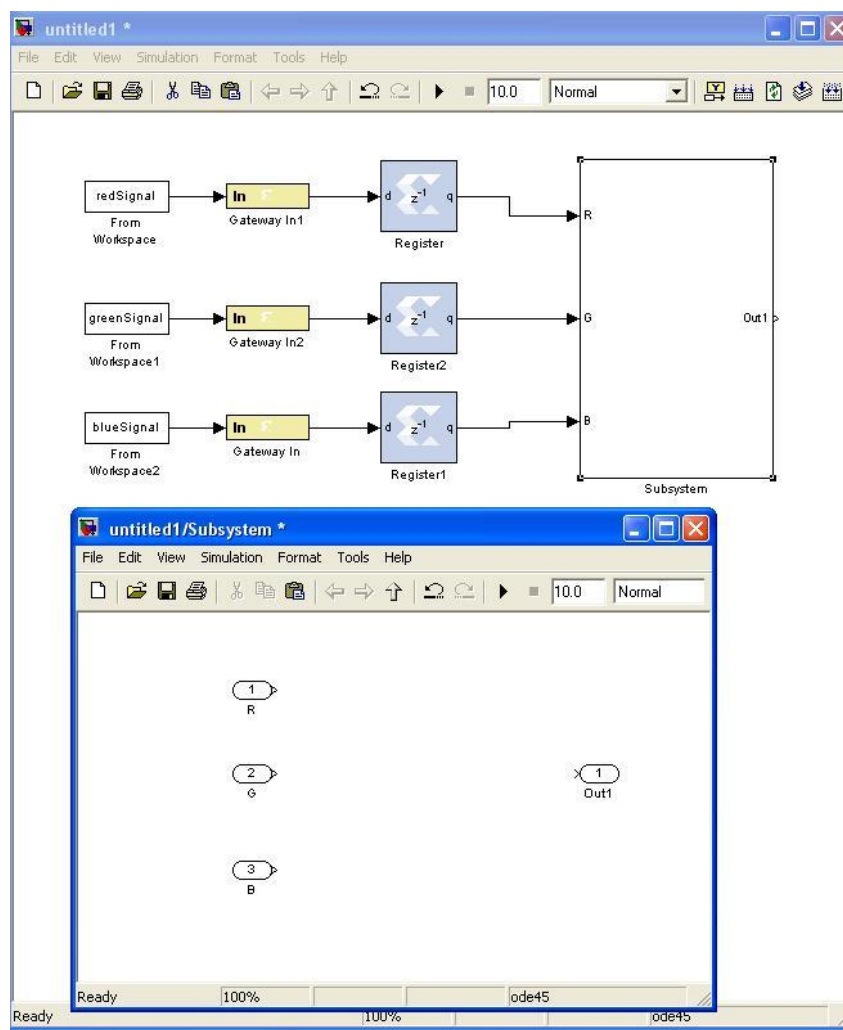 untitled1 *
File Edit View Simulation Format Tools Help
10.0 Normal
redSignal
From
Workspace
In
Gateway In1
d z-1 q
Register
R
greenSignal
From
Workspace1
In
Gateway In2
d z-1 q
Register2
G
Out1
blueSignal
From
Workspace2
In
Gateway In
d z-1 q
Register1
B
Subsystem
untitled1/Subsystem *
File Edit View Simulation Format Tools Help
10.0 Normal
1
R
2
G
1
Out1
3
B
Ready 100% ode45
Ready 100% ode45